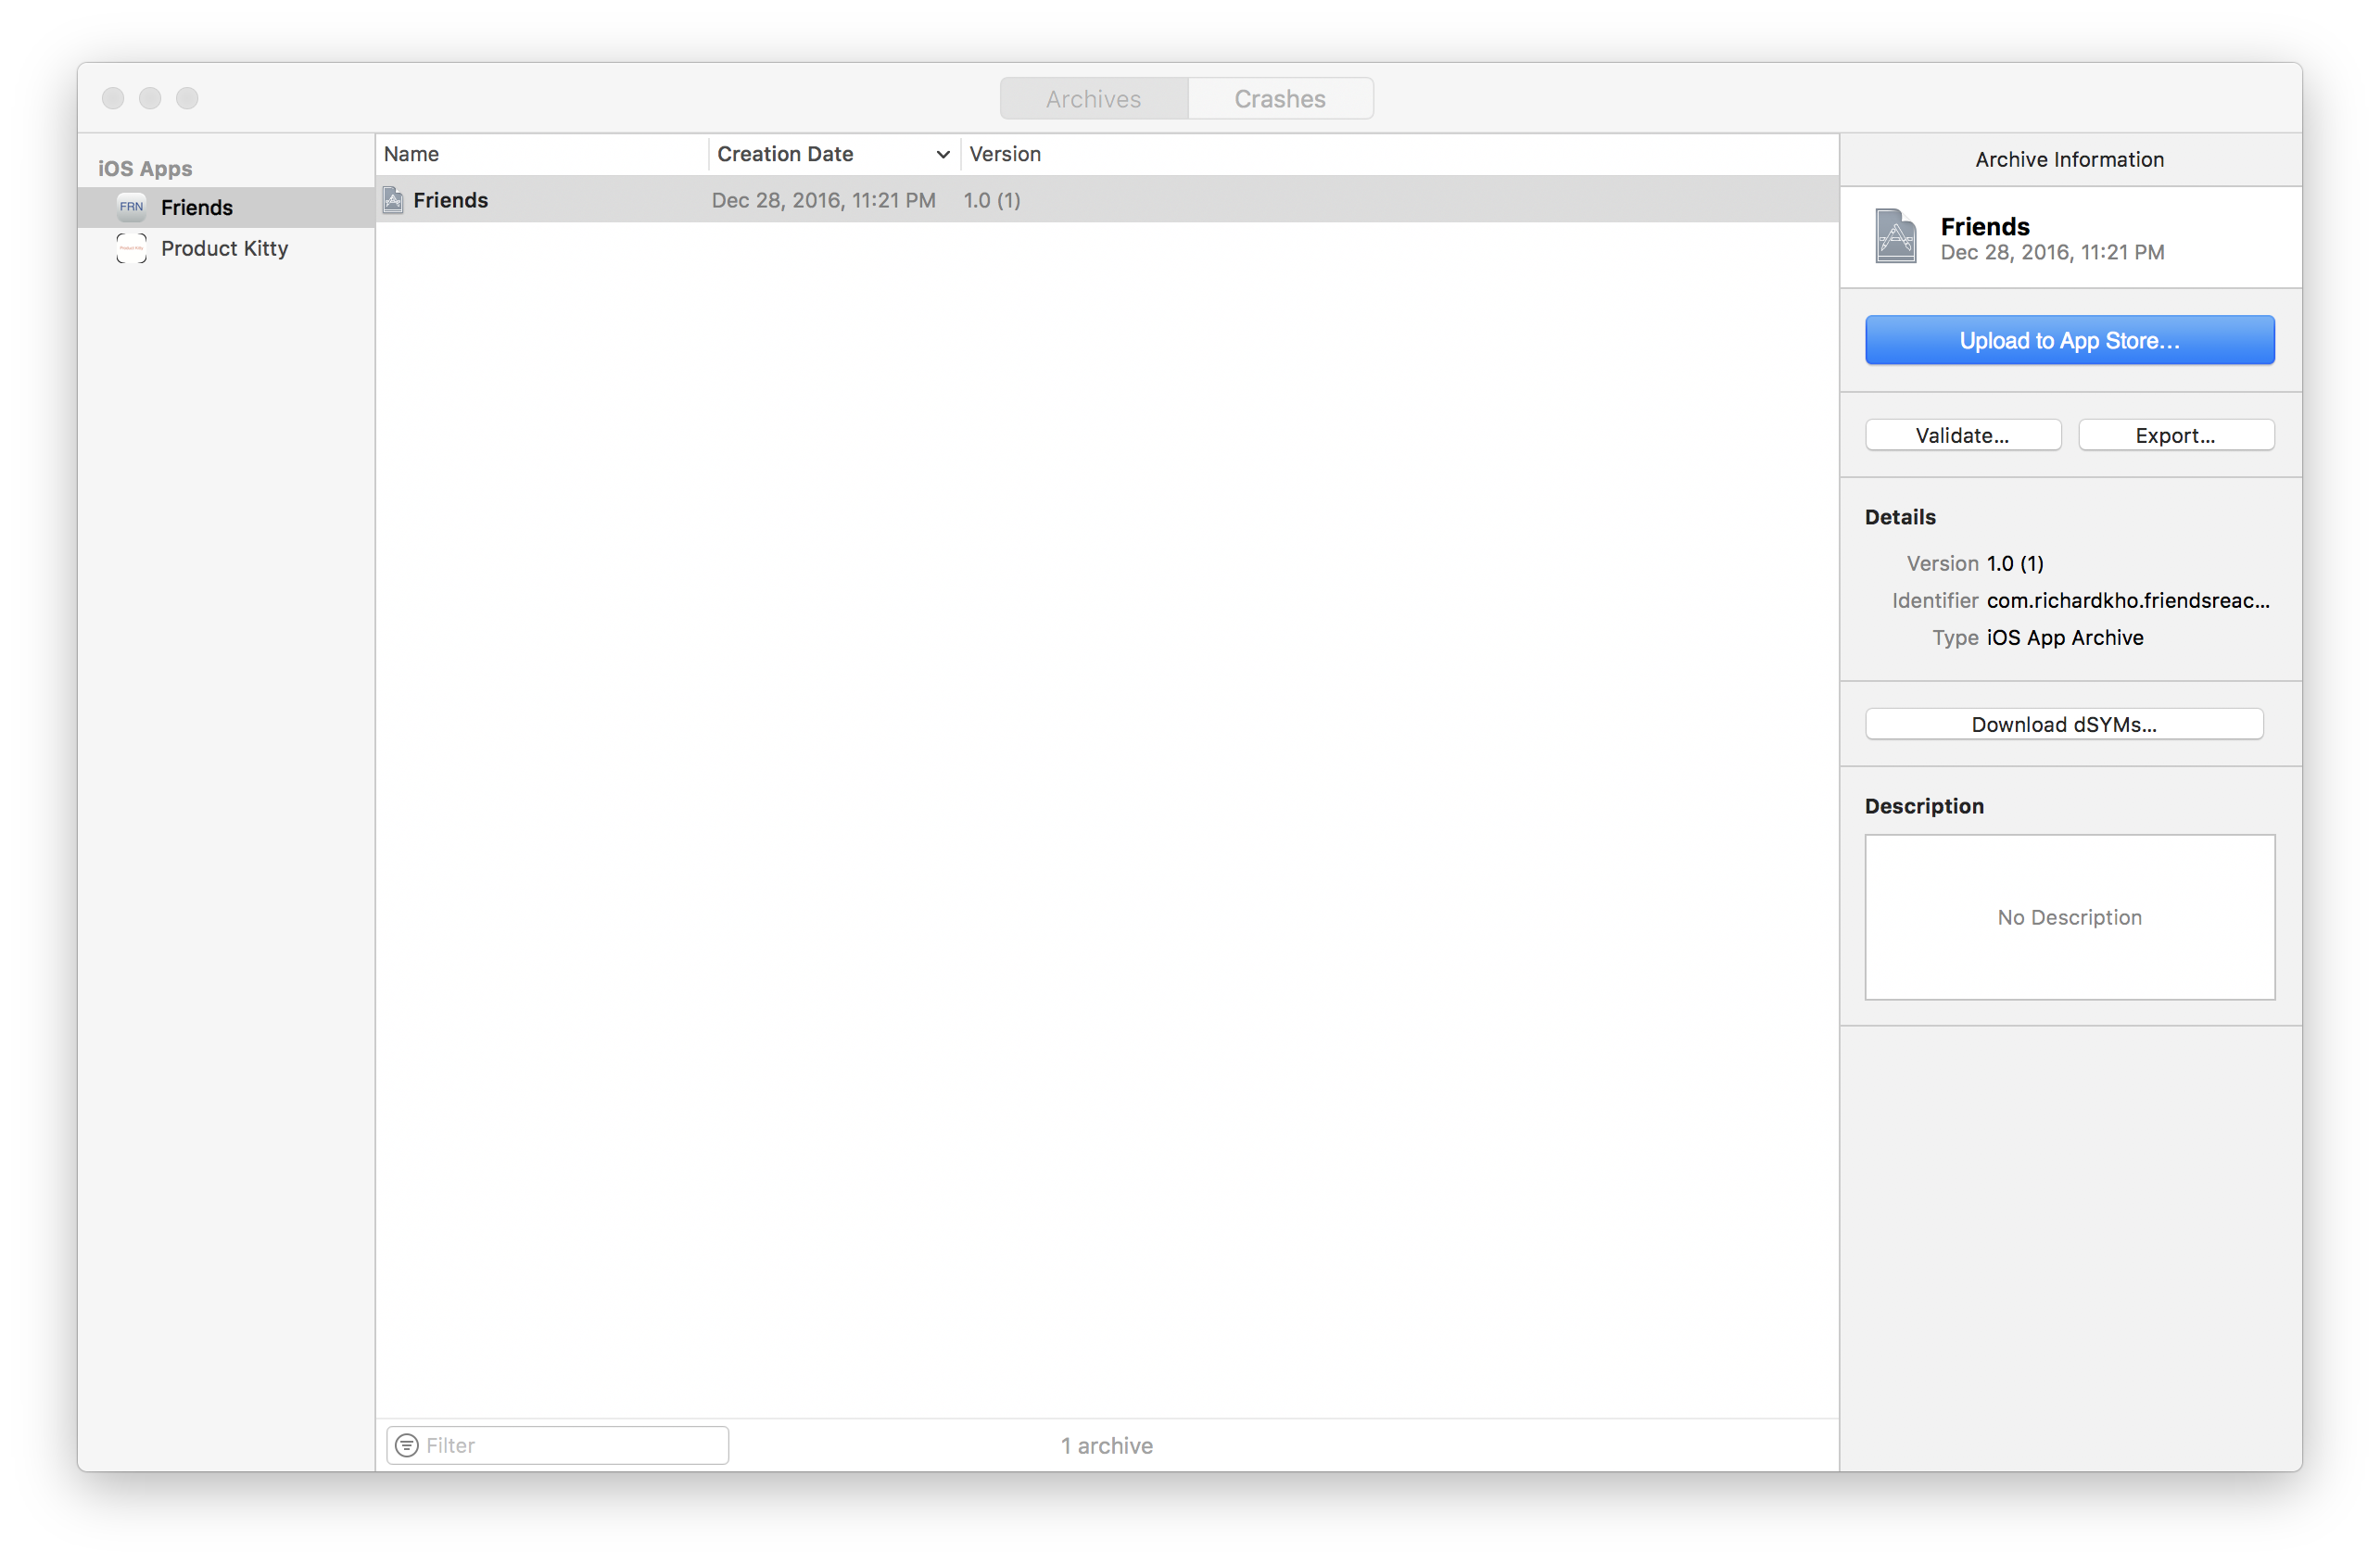 Archives
Crashes
iOS Apps
FRN Friends
Product Kitty
Name
Creation Date
Version
Friends
Dec 28, 2016, 11:21 PM
1.0 (1)
Filter
1 archive
Archive Information
Friends
Dec 28, 2016, 11:21 PM
Upload to App Store...
Validate...
Export...
Details
Version 1.0 (1)
Identifier com.richardkho.friendsreac...
Type iOS App Archive
Download dSYMs...
Description
No Description